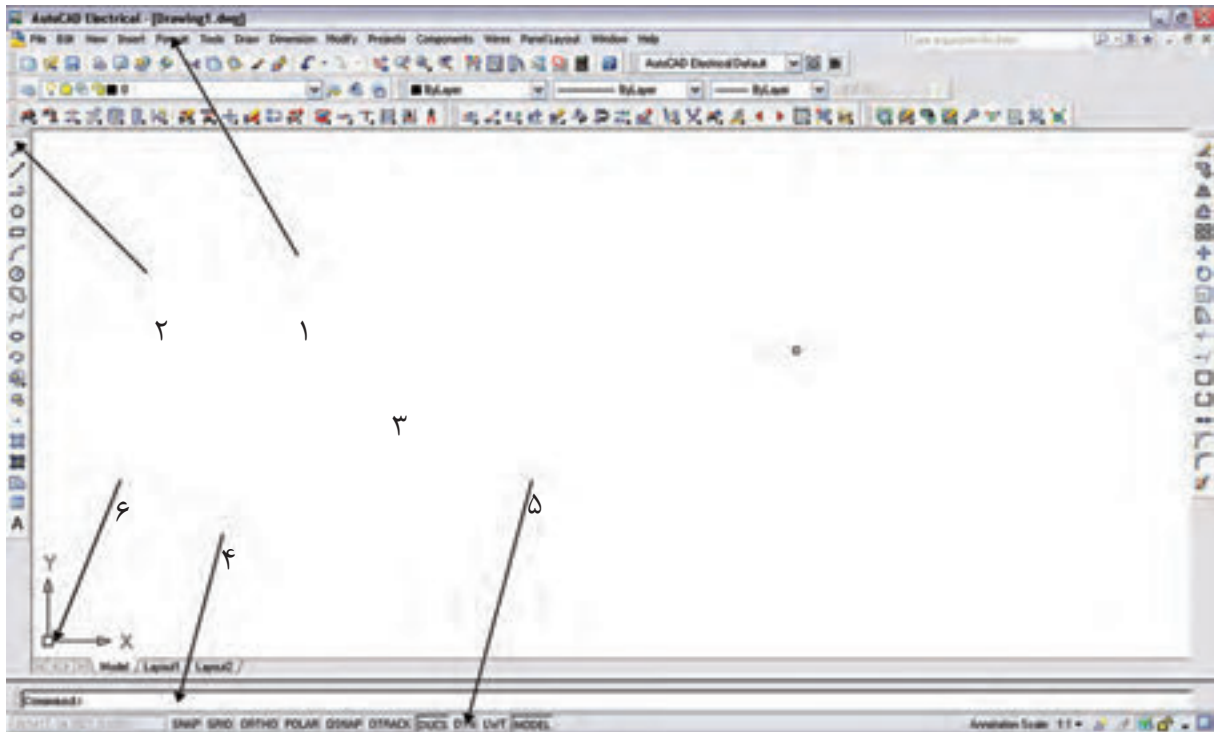 AutoCAD Electrical - [Drawing1.dwg]
File Edit View Insert Format Tools Draw Dimension Modify Projects Components Wires Panel Layout Window Help
AutoCAD Electrical Default
0 ByLayer ByLayer ByLayer
۲ ۱
۳
۶ ۵
۴
A
Y
X
Model / Layout1 / Layout2 /
Command:
SNAP GRID ORTHO POLAR OSNAP OTRACK DUCS DYN LWT MODEL Annotation Scale: 1:1